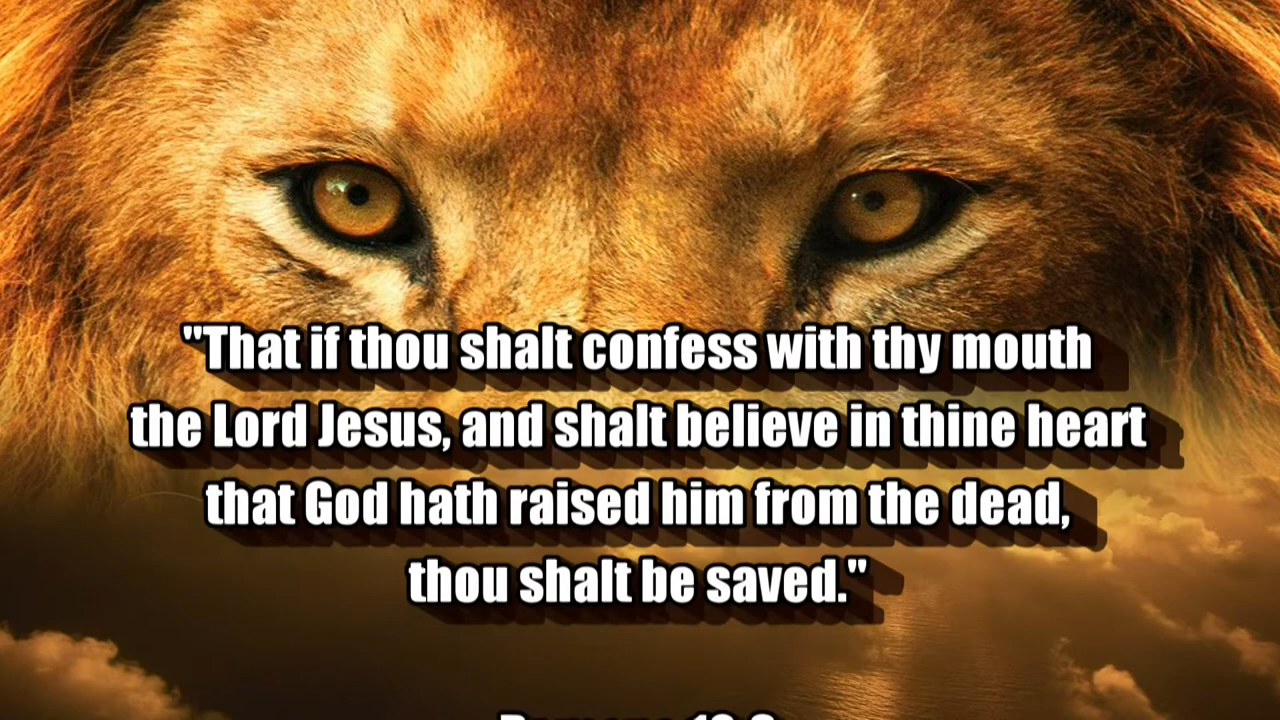 "That if thou shalt confess with thy mouth
the Lord Jesus, and shalt believe in thine heart
that God hath raised him from the dead,
thou shalt be saved."